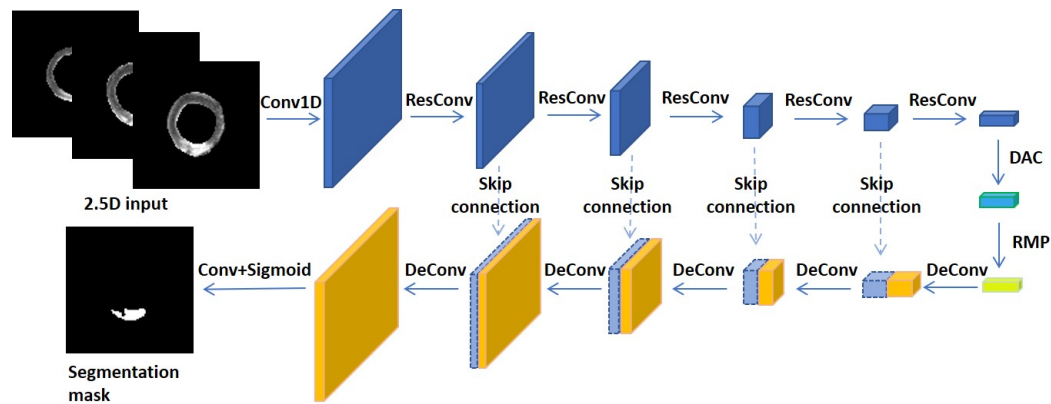 Conv1D
ResConv
ResConv
ResConv
ResConv
ResConv
DAC
2.5D input
Skip
connection
Skip
connection
Skip
connection
Skip
connection
RMP
Conv+Sigmoid
DeConv
DeConv
DeConv
DeConv
DeConv
Segmentation
mask